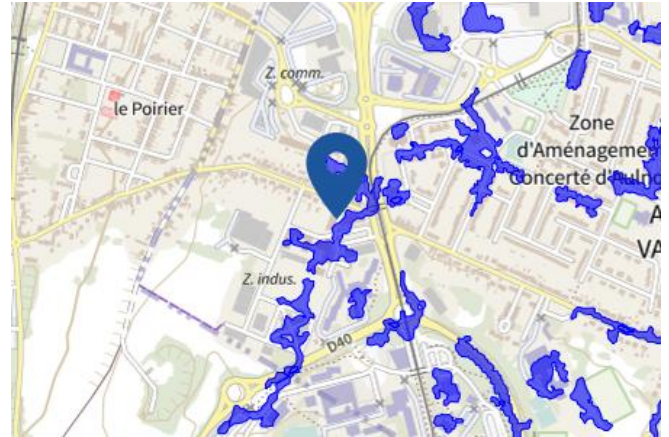 Z. comm.
le Poirier
Zone
d'Aménageme
Concerté d'Aulno
A
VA
Z. indus.
D40